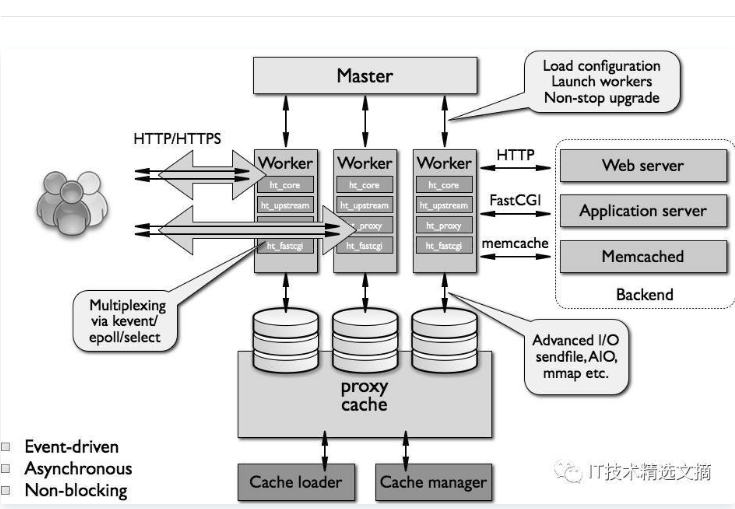 Master
Load configuration
Launch workers
Non-stop upgrade
HTTP/HTTPS
Worker
ht_core
ht_upstream
ht_fastcgi
Worker
ht_core
ht_upstream
t_proxy
ht_fastcgi
Worker
ht_core
ht_upstream
ht_proxy
ht_fastcgi
HTTP
FastCGI
memcache
Web server
Application server
Memcached
Backend
Multiplexing
via kevent/
epoll/select
Advanced I/O
sendfile, AIO,
mmap etc.
proxy
cache
Cache loader
Cache manager
Event-driven
Asynchronous
Non-blocking
IT技术精选文摘